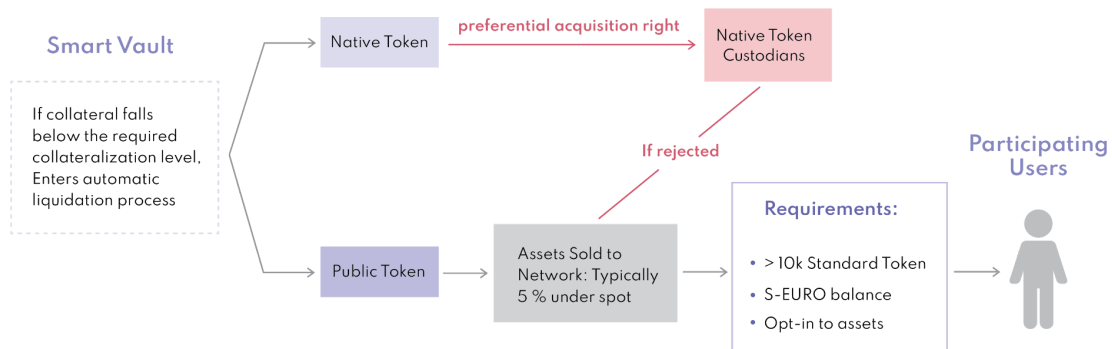 Smart Vault
If collateral falls
below the required
collateralization level,
Enters automatic
liquidation process
Native Token
preferential acquisition right
Native Token
Custodians
If rejected
Public Token
Assets Sold to
Network: Typically
5 % under spot
Requirements:
• > 10k Standard Token
• S-EURO balance
• Opt-in to assets
Participating
Users